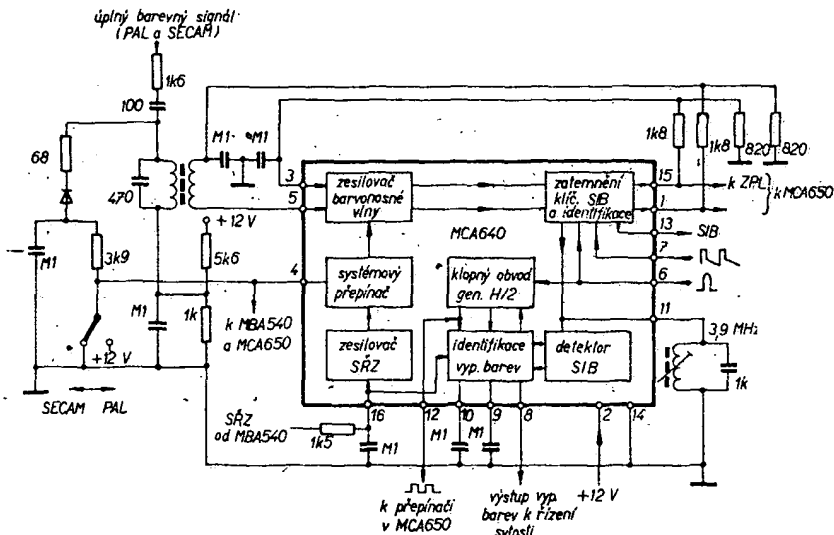 úplný barevný signál
(PAL a SECAM)
1k6
100
68
470
M1
M1
3
5
+12 V
5k6
3k9
M1
4
M1
1k
k MBA540
a MCA650
+12 V
SECAM
PAL
zesilovač
barvonosné
vlny
MCA640
zatemnění
klíč. SIB
a identifikace
systémový
přepínač
klopný obvod
gen. H/2
zesilovač
SŘZ
identifikace
vyp. barev
detektor
SIB
1k8
1k8
820
820
15
k ZPL
k MCA650
1
13
SIB
7
6
11
3,9 MHz
1k
SŘZ
od MBA540
1k5
16
M1
12
10
M1
9
M1
8
2
14
k přepínači
v MCA650
výstup vyp.
barev k řízení
sytosti
+12 V